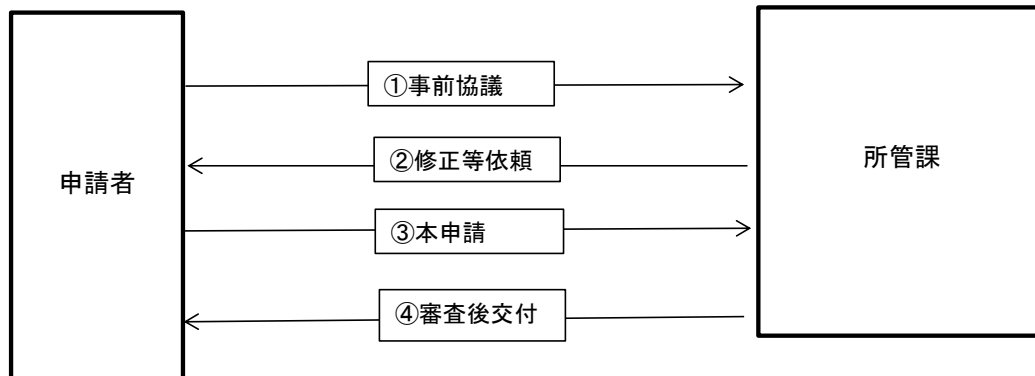 申請者
①事前協議
②修正等依頼
③本申請
④審査後交付
所管課